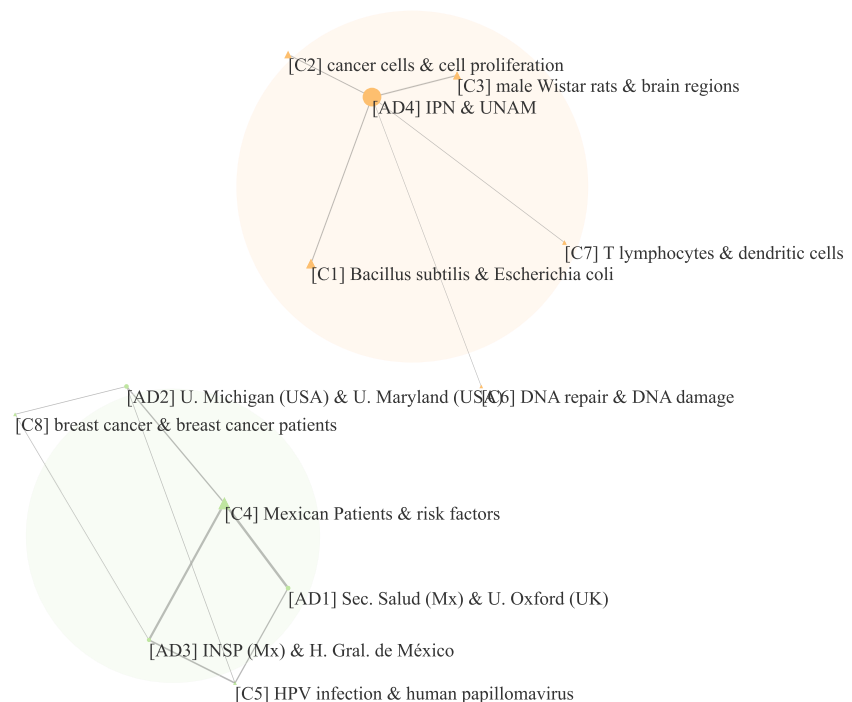 [C2] cancer cells & cell proliferation
[C3] male Wistar rats & brain regions
[AD4] IPN & UNAM
[C7] T lymphocytes & dendritic cells
[C1] Bacillus subtilis & Escherichia coli
[AD2] U. Michigan (USA) & U. Maryland (USA)
[C6] DNA repair & DNA damage
[C8] breast cancer & breast cancer patients
[C4] Mexican Patients & risk factors
[AD1] Sec. Salud (Mx) & U. Oxford (UK)
[AD3] INSP (Mx) & H. Gral. de México
[C5] HPV infection & human papillomavirus